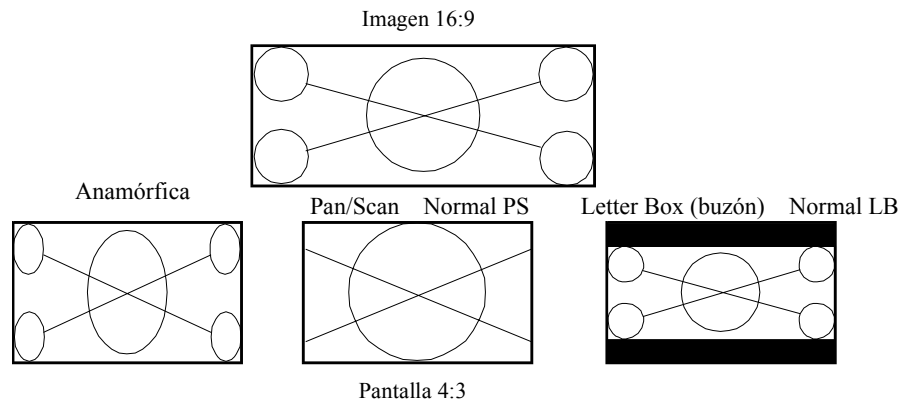 Imagen 16:9
Anamórfica
Pan/Scan Normal PS
Letter Box (buzón) Normal LB
Pantalla 4:3